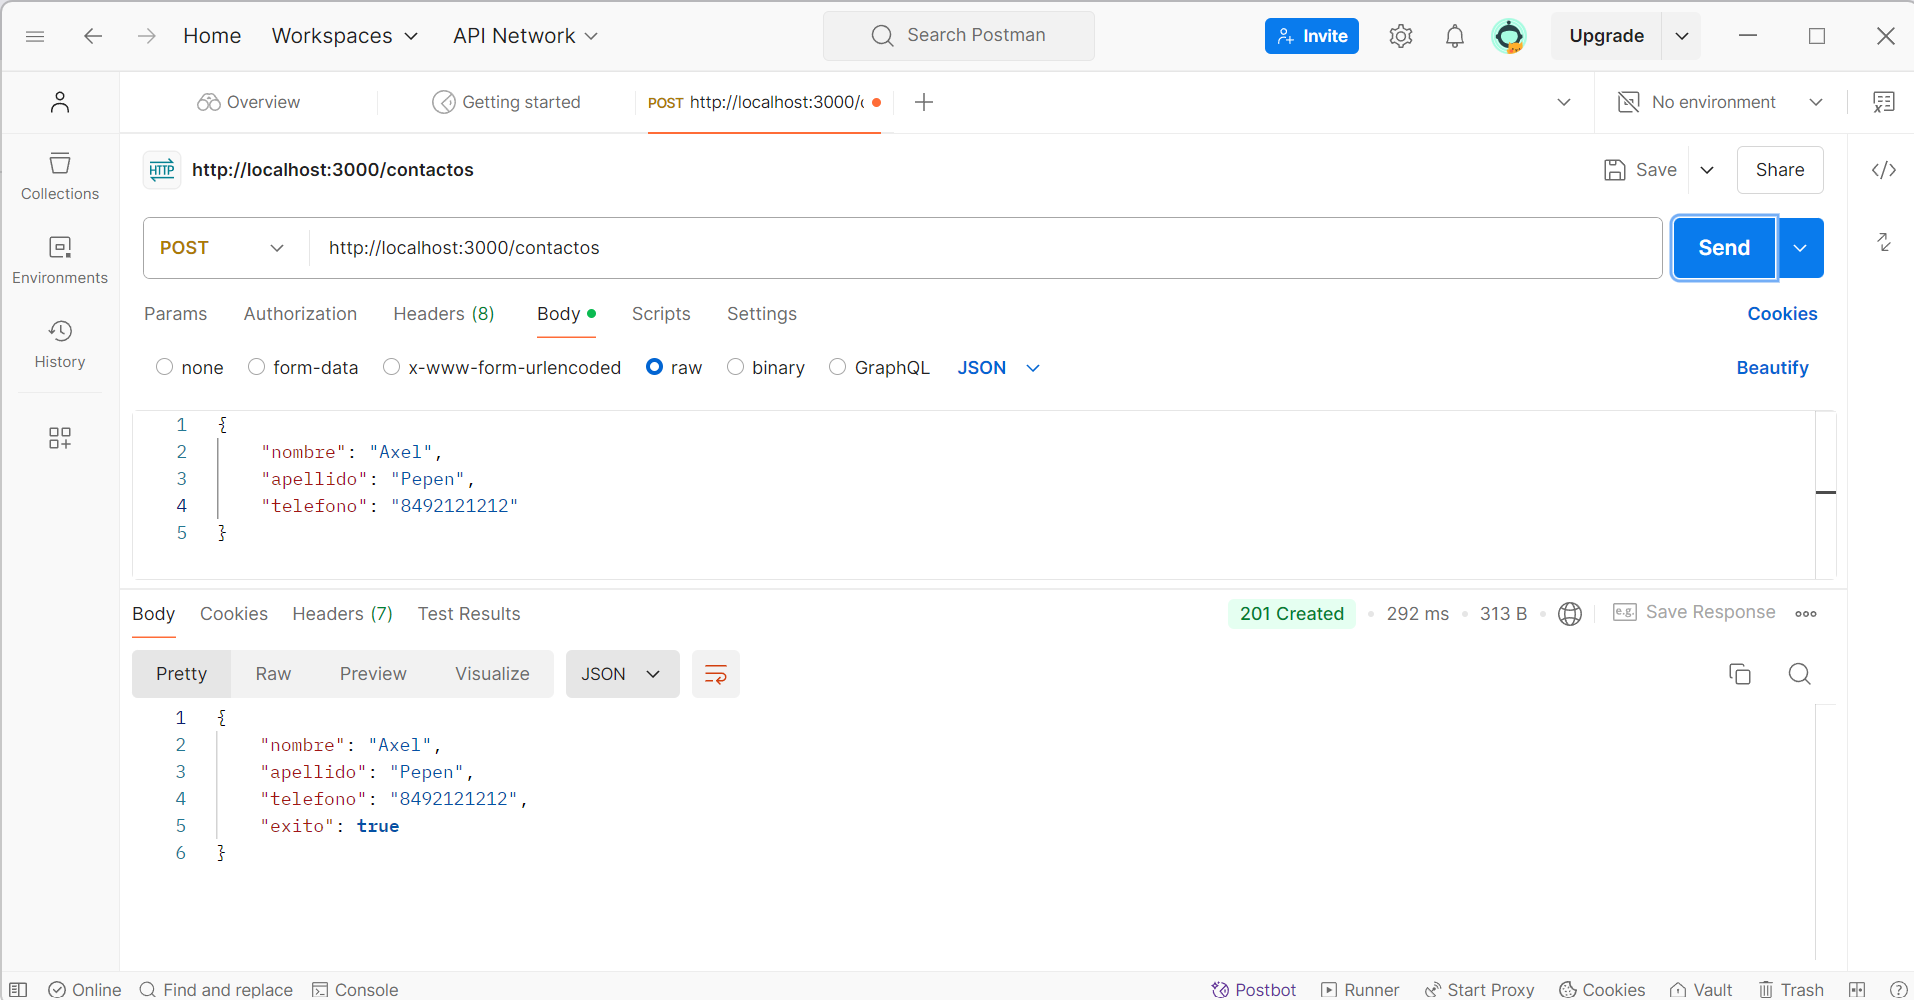 Home Workspaces API Network Search Postman Invite Upgrade
Overview Getting started POST http://localhost:3000/c No environment
HTTP http://localhost:3000/contactos Save Share
Collections
POST http://localhost:3000/contactos Send
Environments
Params Authorization Headers (8) Body Scripts Settings Cookies
History
none form-data x-www-form-urlencoded raw binary GraphQL JSON Beautify
1 {
2 "nombre": "Axel",
3 "apellido": "Pepen",
4 "telefono": "8492121212"
5 }
Body Cookies Headers (7) Test Results 201 Created • 292 ms • 313 B • e.g. Save Response
Pretty Raw Preview Visualize JSON
1 {
2 "nombre": "Axel",
3 "apellido": "Pepen",
4 "telefono": "8492121212",
5 "exito": true
6 }
Online Find and replace Console Postbot Runner Start Proxy Cookies Vault Trash